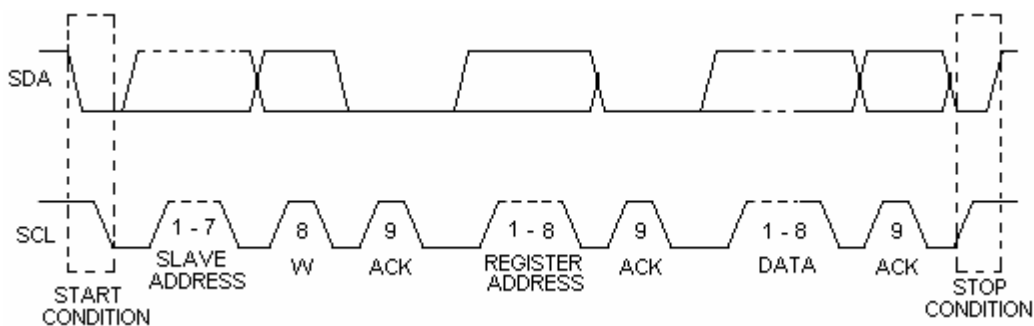 SDA
SCL
1 - 7
8
9
1 - 8
9
1 - 8
9
SLAVE
ADDRESS
W
ACK
REGISTER
ADDRESS
ACK
DATA
ACK
START
CONDITION
STOP
CONDITION